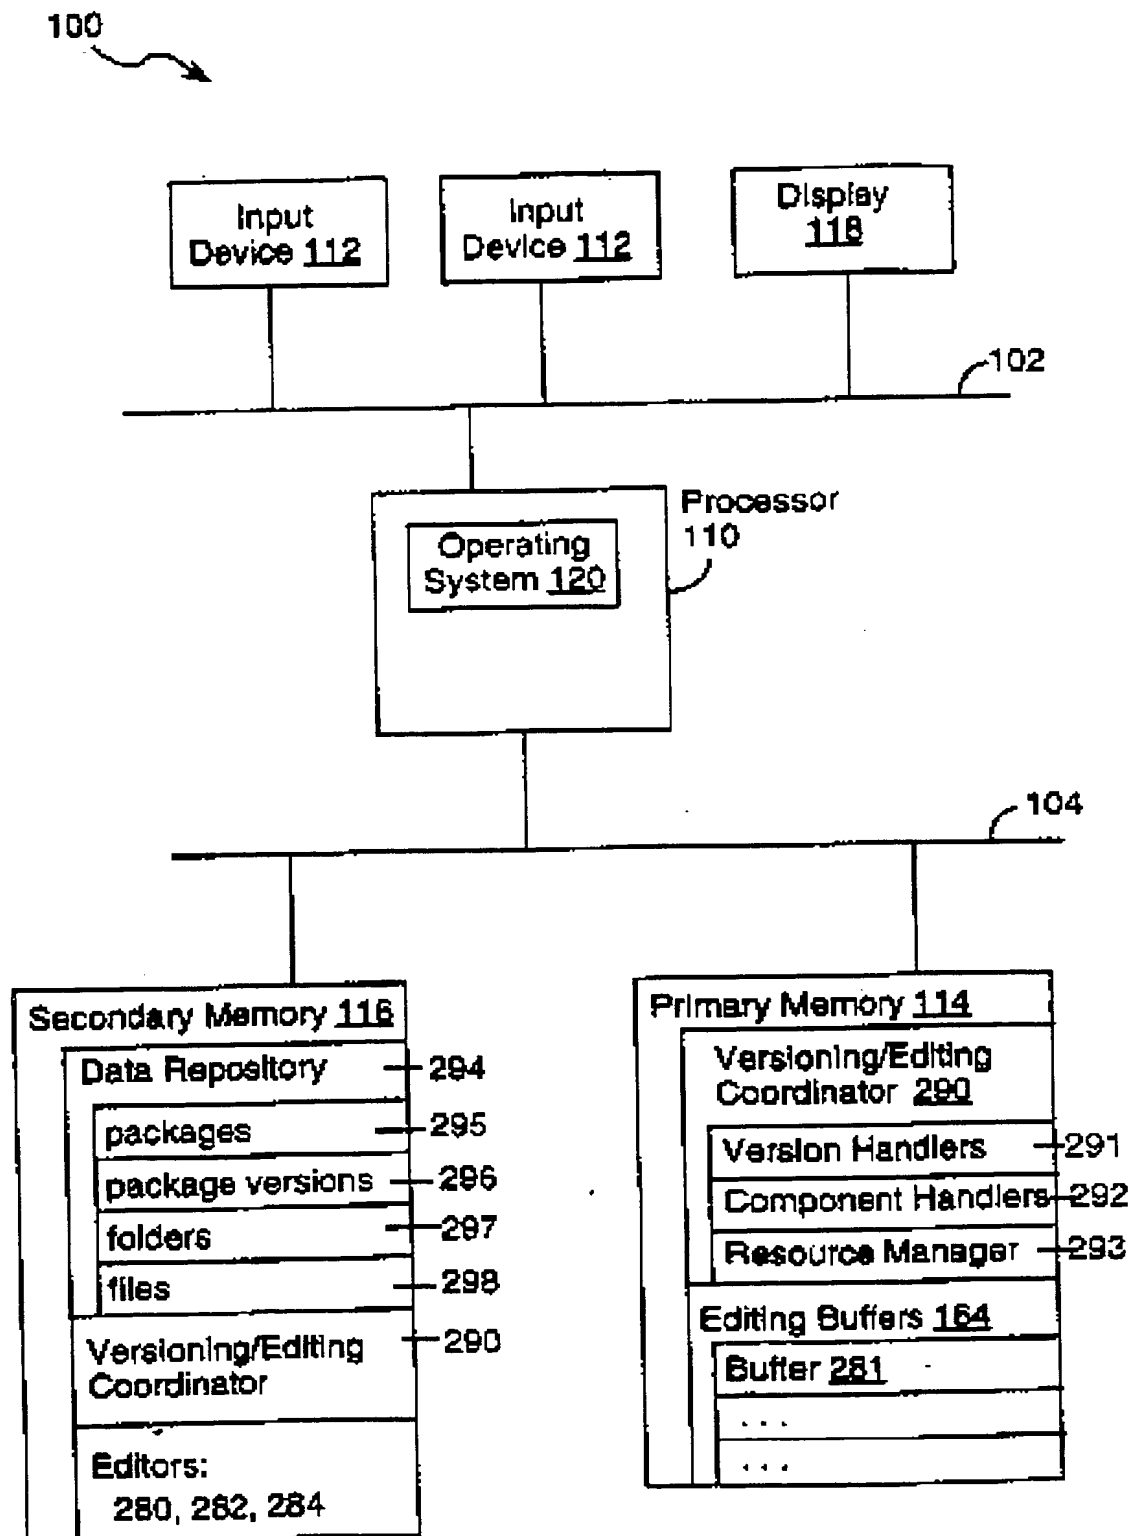 100
Input
Device 112
Input
Device 112
Display
118
102
Processor
110
Operating
System 120
104
Secondary Memory 116
Data Repository
294
packages
295
package versions
296
folders
297
files
298
Versioning/Editing
Coordinator
290
Editors:
280, 282, 284
Primary Memory 114
Versioning/Editing
Coordinator 290
Version Handlers
291
Component Handlers
292
Resource Manager
293
Editing Buffers 164
Buffer 281
. . .
. . .